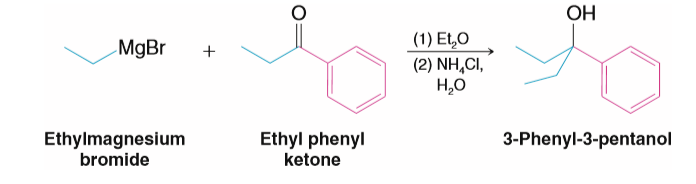 O
OH
MgBr
+
(1) Et₂O
(2) NH₄Cl,
H₂O
Ethylmagnesium
bromide
Ethyl phenyl
ketone
3-Phenyl-3-pentanol